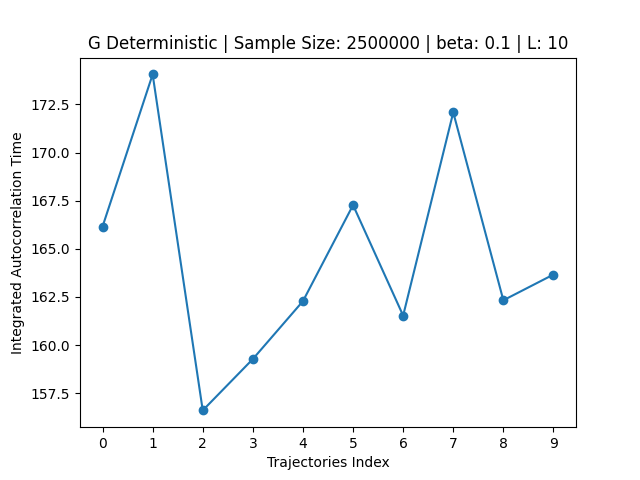 G Deterministic | Sample Size: 2500000 | beta: 0.1 | L: 10
Integrated Autocorrelation Time
172.5
170.0
167.5
165.0
162.5
160.0
157.5
0 1 2 3 4 5 6 7 8 9
Trajectories Index